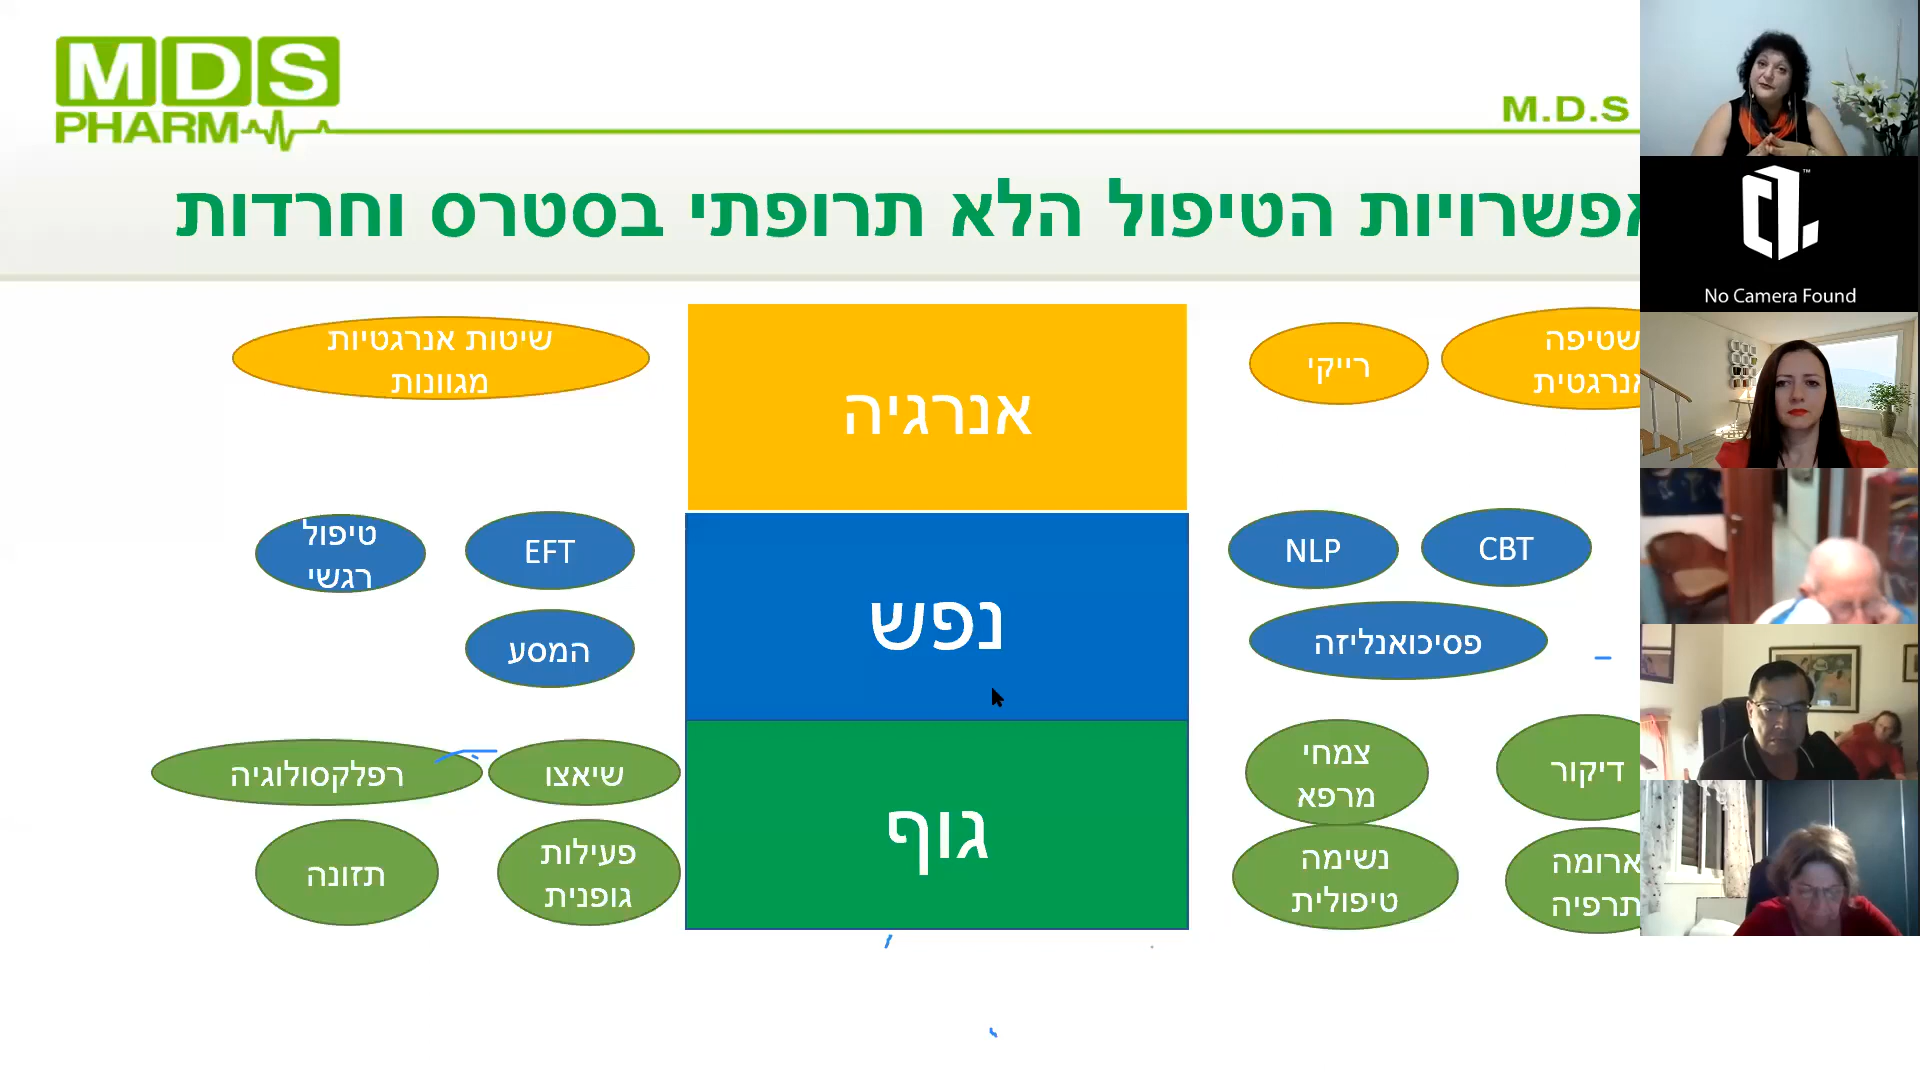 MDS
PHARM
M.D.S
אפשרויות הטיפול הלא תרופתי בסטרס וחרדות
שטיפה
אנרגטית
רייקי
אנרגיה
שיטות אנרגטיות
מגוונות
CBT
NLP
פסיכואנליזה
נפש
EFT
טיפול
רגשי
המסע
דיקור
צמחי
מרפא
ארומה
תרפיה
נשימה
טיפולית
גוף
שיאצו
רפלקסולוגיה
פעילות
גופנית
תזונה
No Camera Found